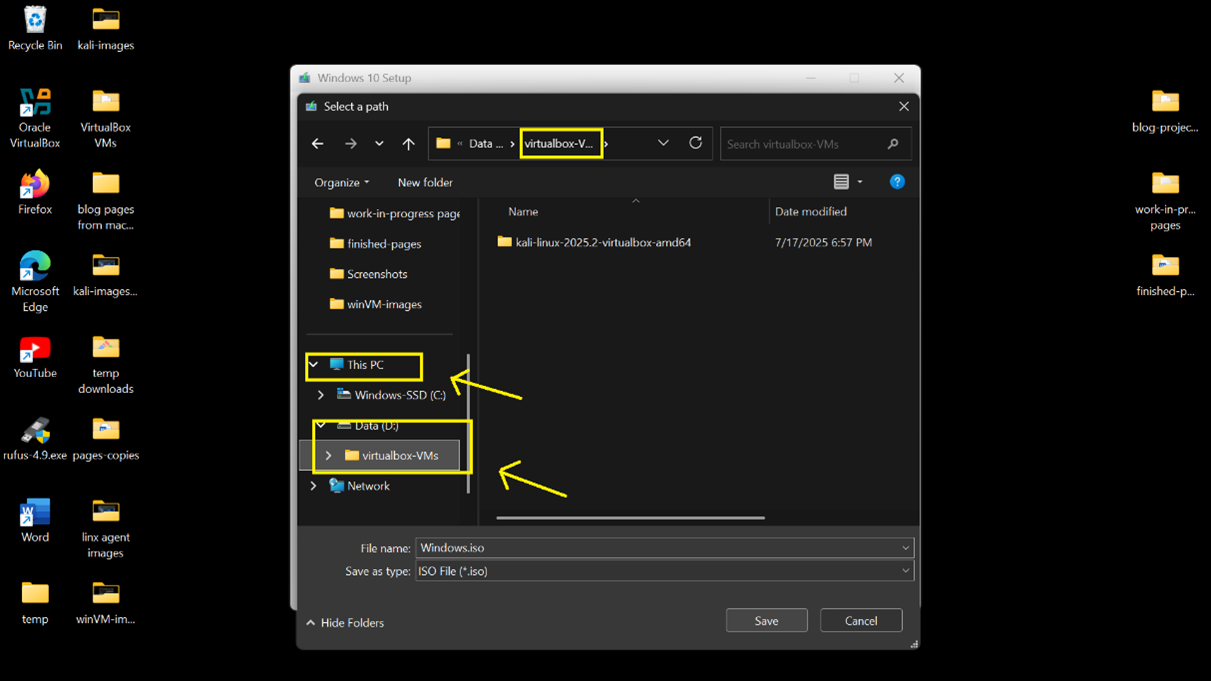 Recycle Bin
kali-images
Oracle
VirtualBox
VirtualBox
VMs
Firefox
blog pages
from mac...
Microsoft
Edge
kali-images...
YouTube
temp
downloads
rufus-4.9.exe
pages-copies
Word
linx agent
images
temp
winVM-im...
Windows 10 Setup
Select a path
« Data ... › virtualbox-V... ›
Search virtualbox-VMs
Organize
New folder
work-in-progress page
finished-pages
Screenshots
winVM-images
This PC
Windows-SSD (C:)
Data (D:)
virtualbox-VMs
Network
Name
Date modified
kali-linux-2025.2-virtualbox-amd64
7/17/2025 6:57 PM
File name: Windows.iso
Save as type: ISO File (*.iso)
Hide Folders
Save
Cancel
blog-projec...
work-in-pr...
pages
finished-p...